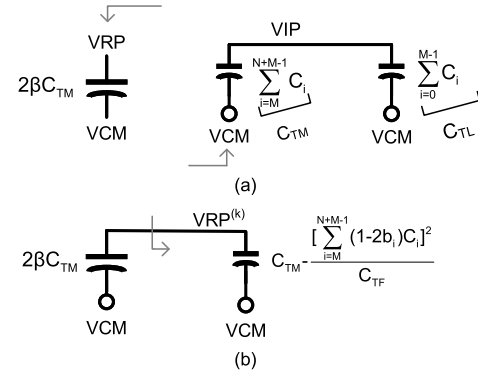 VRP
2βC_TM
VCM
VIP
N+M-1
∑ C_i
i=M
C_TM
VCM
M-1
∑ C_i
i=0
C_TL
VCM
(a)
VRP^(k)
2βC_TM
VCM
C_TM - [∑_{i=M}^{N+M-1} (1-2b_i)C_i]^2 / C_TF
VCM
(b)